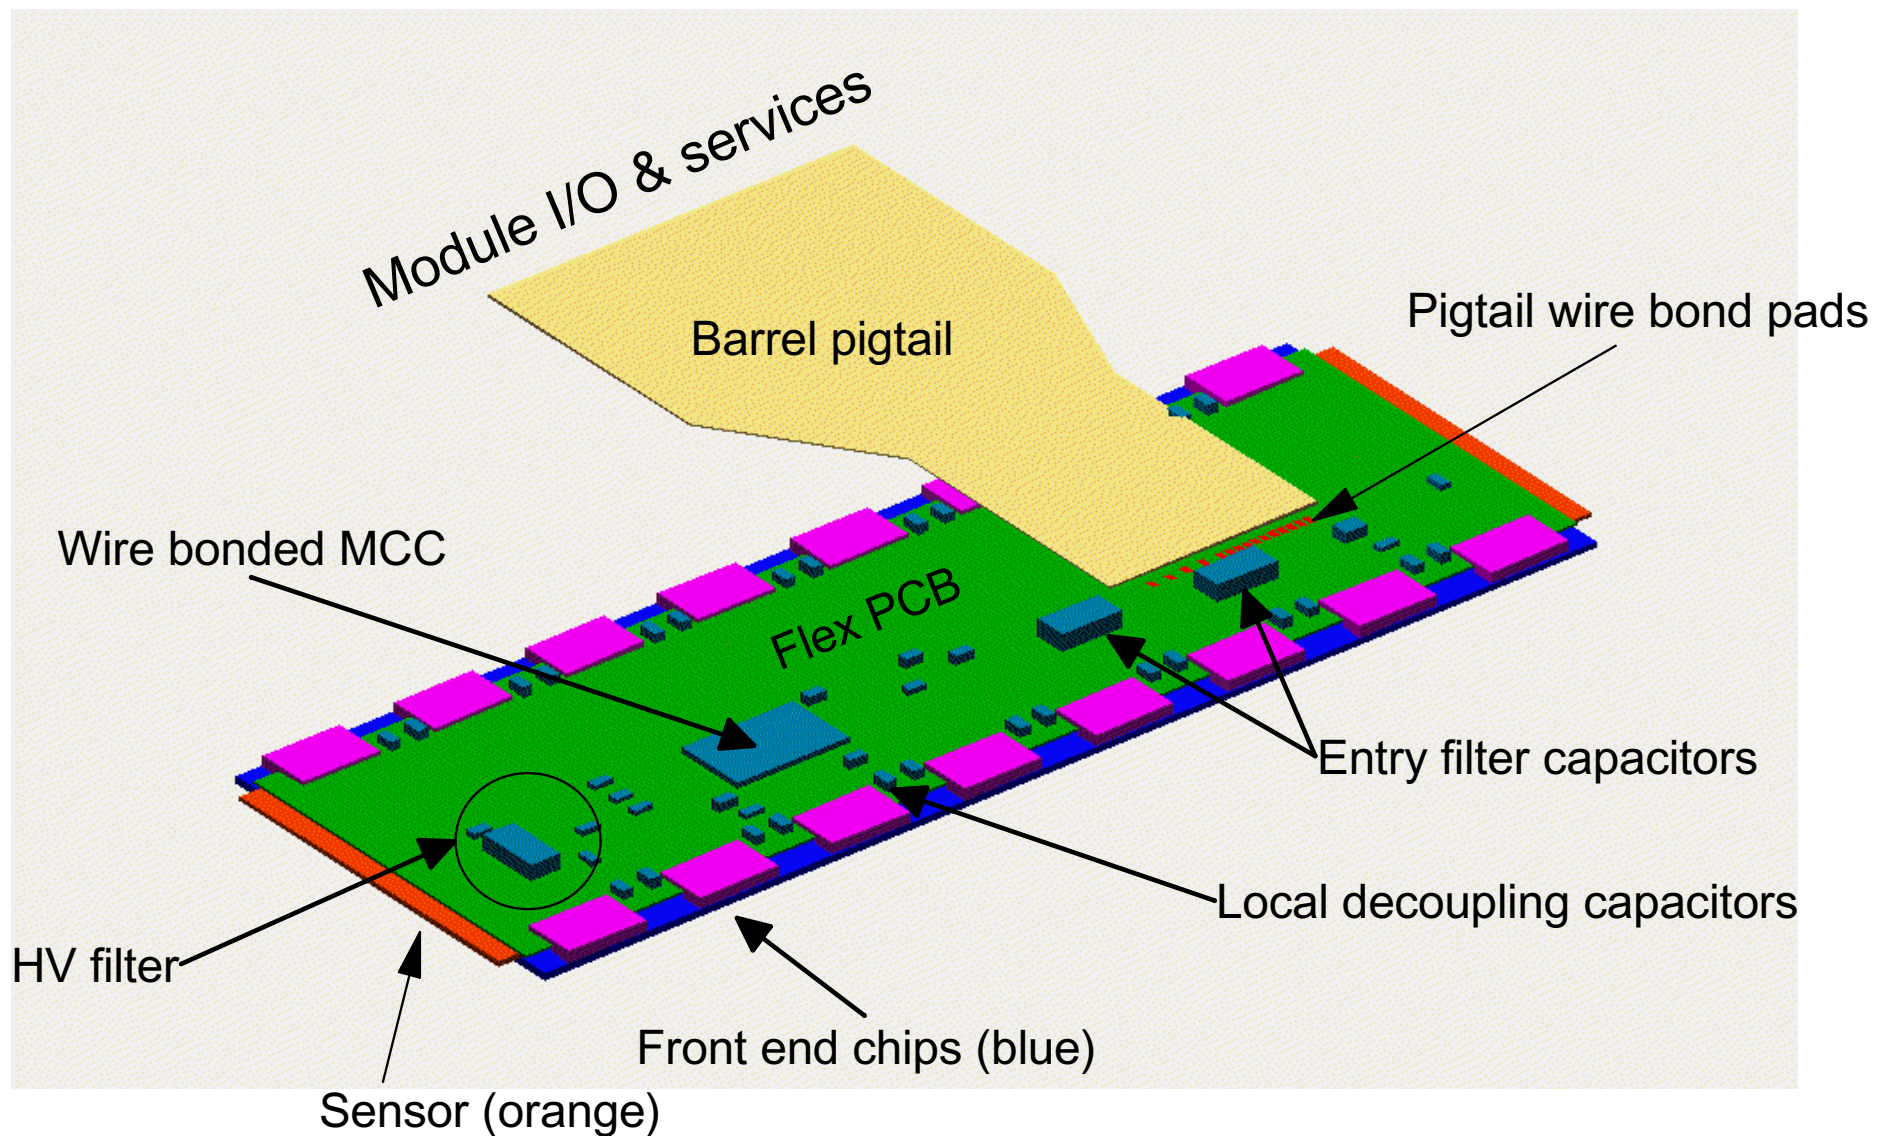 Module I/O & services
Barrel pigtail
Pigtail wire bond pads
Wire bonded MCC
Flex PCB
Entry filter capacitors
Local decoupling capacitors
HV filter
Front end chips (blue)
Sensor (orange)